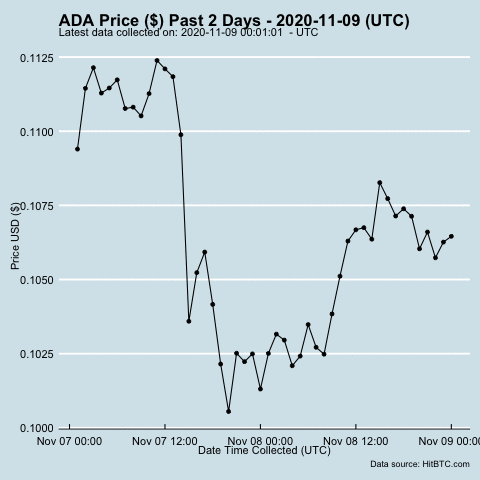 ADA Price ($) Past 2 Days - 2020-11-09 (UTC)
Latest data collected on: 2020-11-09 00:01:01 - UTC
Price USD ($)
0.1125
0.1100
0.1075
0.1050
0.1025
0.1000
Nov 07 00:00 Nov 07 12:00 Nov 08 00:00 Nov 08 12:00 Nov 09 00:00
Date Time Collected (UTC)
Data source: HitBTC.com